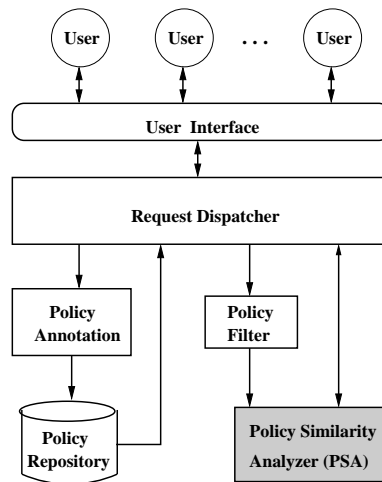 User User ... User
User Interface
Request Dispatcher
Policy
Annotation
Policy
Filter
Policy
Repository
Policy Similarity
Analyzer (PSA)